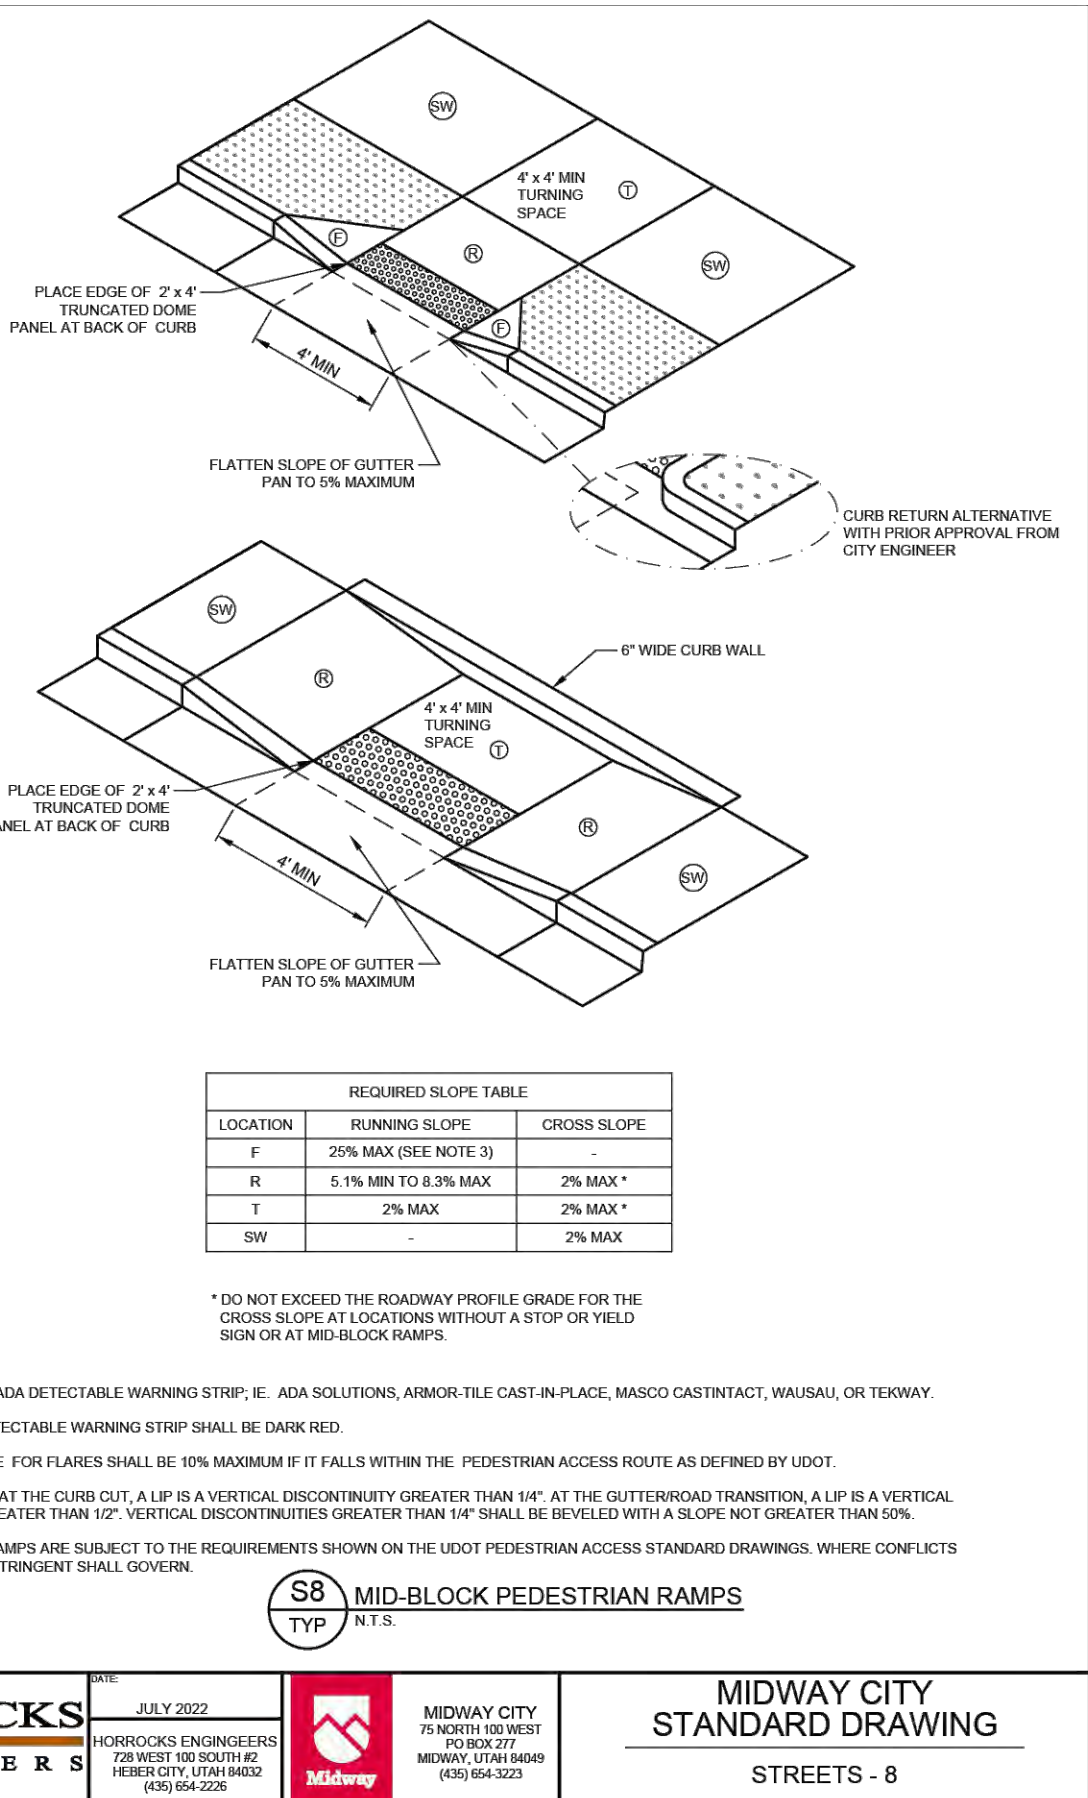 SW
4' x 4' MIN
TURNING
SPACE
T
F
R
SW
PLACE EDGE OF 2' x 4'
TRUNCATED DOME
PANEL AT BACK OF CURB
F
4' MIN
FLATTEN SLOPE OF GUTTER
PAN TO 5% MAXIMUM
CURB RETURN ALTERNATIVE
WITH PRIOR APPROVAL FROM
CITY ENGINEER
SW
6" WIDE CURB WALL
R
4' x 4' MIN
TURNING
SPACE
T
PLACE EDGE OF 2' x 4'
TRUNCATED DOME
ANEL AT BACK OF CURB
R
4' MIN
SW
FLATTEN SLOPE OF GUTTER
PAN TO 5% MAXIMUM
REQUIRED SLOPE TABLE
LOCATION RUNNING SLOPE CROSS SLOPE
F 25% MAX (SEE NOTE 3) -
R 5.1% MIN TO 8.3% MAX 2% MAX *
T 2% MAX 2% MAX *
SW - 2% MAX
* DO NOT EXCEED THE ROADWAY PROFILE GRADE FOR THE
CROSS SLOPE AT LOCATIONS WITHOUT A STOP OR YIELD
SIGN OR AT MID-BLOCK RAMPS.
ADA DETECTABLE WARNING STRIP; IE. ADA SOLUTIONS, ARMOR-TILE CAST-IN-PLACE, MASCO CASTINTACT, WAUSAU, OR TEKWAY.
TECTABLE WARNING STRIP SHALL BE DARK RED.
E FOR FLARES SHALL BE 10% MAXIMUM IF IT FALLS WITHIN THE PEDESTRIAN ACCESS ROUTE AS DEFINED BY UDOT.
AT THE CURB CUT, A LIP IS A VERTICAL DISCONTINUITY GREATER THAN 1/4". AT THE GUTTER/ROAD TRANSITION, A LIP IS A VERTICAL
EATER THAN 1/2". VERTICAL DISCONTINUITIES GREATER THAN 1/4" SHALL BE BEVELED WITH A SLOPE NOT GREATER THAN 50%.
AMPS ARE SUBJECT TO THE REQUIREMENTS SHOWN ON THE UDOT PEDESTRIAN ACCESS STANDARD DRAWINGS. WHERE CONFLICTS
TRINGENT SHALL GOVERN.
S8
TYP
MID-BLOCK PEDESTRIAN RAMPS
N.T.S.
CKS
E R S
DATE:
JULY 2022
HORROCKS ENGINGEERS
728 WEST 100 SOUTH #2
HEBER CITY, UTAH 84032
(435) 654-2226
Midway
MIDWAY CITY
75 NORTH 100 WEST
PO BOX 277
MIDWAY, UTAH 84049
(435) 654-3223
MIDWAY CITY
STANDARD DRAWING
STREETS - 8